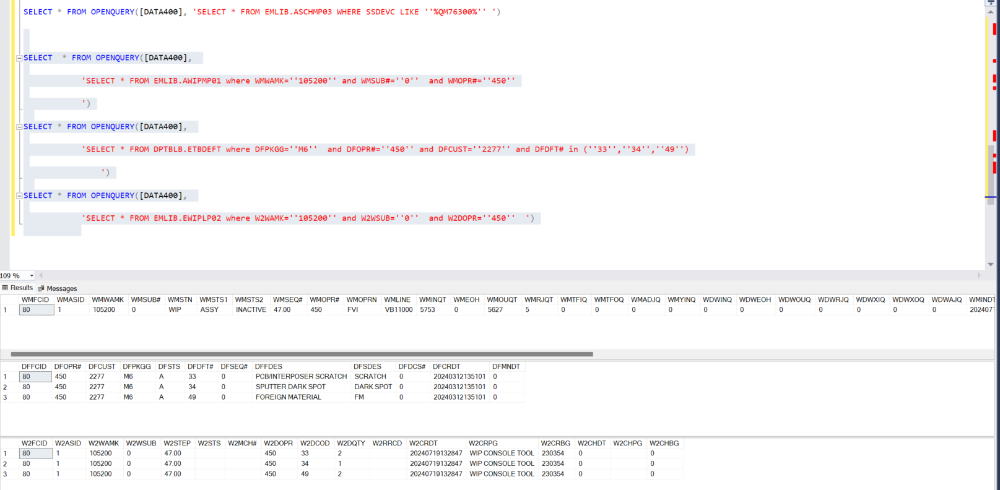 SELECT * FROM OPENQUERY([DATA400], 'SELECT * FROM EMLIB.ASCHMP03 WHERE SSDEVC LIKE ''%QM76300%'' ')
SELECT  * FROM OPENQUERY([DATA400],
'SELECT * FROM EMLIB.AWIPMP01 where WMWAMK=''105200'' and WMSUB#=''0''  and WMOPR#=''450''
')
SELECT * FROM OPENQUERY([DATA400],
'SELECT * FROM DPTBLB.ETBDEFT where DFPKGG=''M6''  and DFOPR#=''450'' and DFCUST=''2277'' and DFDFT# in (''33'',''34'',''49'')
')
SELECT * FROM OPENQUERY([DATA400],
'SELECT * FROM EMLIB.EWIPLP02 where W2WAMK=''105200'' and W2WSUB=''0''  and W2DOPR=''450''  ')
109 %
Results Messages
WMFCID WMASID WMWAMK WMSUB# WMSTN WMSTS1 WMSTS2 WMSEQ# WMOPR# WMOPRN WMLINE WMINQT WMEOH WMOUQT WMRJQT WMTFIQ WMTFOQ WMADJQ WMYINQ WDWINQ WDWEOH WDWOUQ WDWRJQ WDWXIQ WDWXOQ WDWAJQ WMINDT
1 80 1 105200 0 WIP ASSY INACTIVE 47.00 450 FVI VB11000 5753 0 5627 5 0 0 0 0 0 0 0 0 0 0 0 202407
DFFCID DFOPR# DFCUST DFPKGG DFSTS DFDFT# DFSEQ# DFFDES DFSDES DFDCS# DFCRDT DFMNDT
1 80 450 2277 M6 A 33 0 PCB/INTERPOSER SCRATCH SCRATCH 0 20240312135101 0
2 80 450 2277 M6 A 34 0 SPUTTER DARK SPOT DARK SPOT 0 20240312135101 0
3 80 450 2277 M6 A 49 0 FOREIGN MATERIAL FM 0 20240312135101 0
W2FCID W2ASID W2WAMK W2WSUB W2STEP W2STS W2MCH# W2DOPR W2DCOD W2DQTY W2RRCD W2CRDT W2CRPG W2CRBG W2CHDT W2CHPG W2CHBG
1 80 1 105200 0 47.00 450 33 2 20240719132847 WIP CONSOLE TOOL 230354 0 0
2 80 1 105200 0 47.00 450 34 1 20240719132847 WIP CONSOLE TOOL 230354 0 0
3 80 1 105200 0 47.00 450 49 2 20240719132847 WIP CONSOLE TOOL 230354 0 0